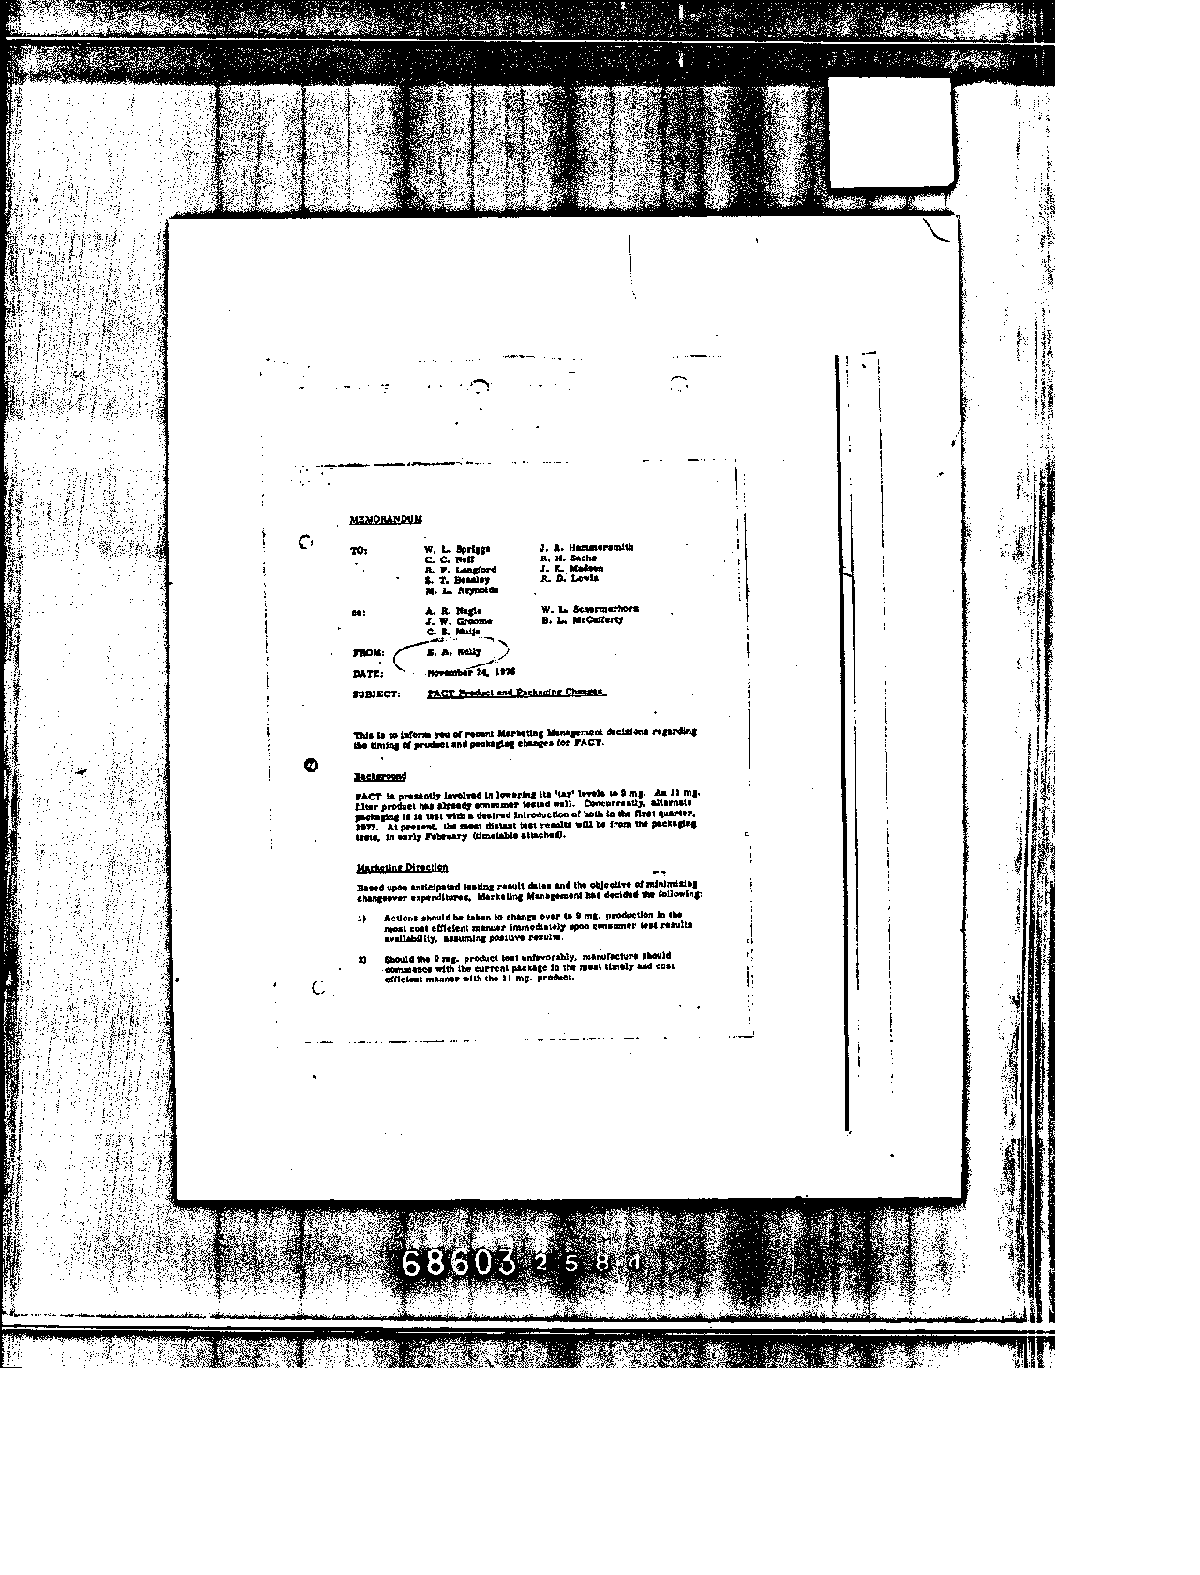 MEMORANDUM
TO: W. L. Spriggs J. A. Hammersmith
C. C. Neff R. H. Sachs
R. P. Langford J. K. Madsen
S. T. Beasley R. D. Lewis
M. L. Reynolds
cc: A. R. Nagle W. L. Scovermerhorn
J. W. Groome B. L. McCafferty
C. E.
FROM: E. A. Kelly
DATE: November 24, 1976
SUBJECT: FACT Product and Packaging Changes
This is to inform you of recent Marketing Management decisions regarding
the timing of product and packaging changes for FACT.
Background
FACT is presently involved in lowering its 'tar' levels to 9 mg. An 11 mg.
filter product has already consumer tested well. Concurrently, alternate
packaging is in test with a desired introduction of both in the first quarter,
1977. At present, the most distant test results will be from the packaging
tests, in early February (timetable attached).
Marketing Direction
Based upon anticipated testing result dates and the objective of minimizing
changeover expenditures, Marketing Management has decided the following:
1) Actions should be taken to change over to 9 mg. production in the
most cost efficient manner immediately upon consumer test results
availability, assuming positive results.
2) Should the 9 mg. product test unfavorably, manufacture should
commence with the current package in the most timely and cost
efficient manner with the 11 mg. product.
68603 2581